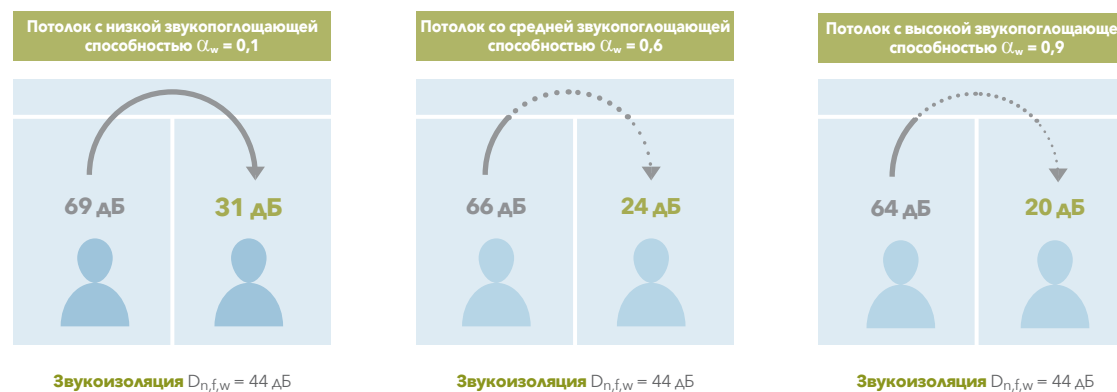 Потолок с низкой звукопоглощающей
способностью αw = 0,1
69 дБ
31 дБ
Звукоизоляция Dn,f,w = 44 дБ
Потолок со средней звукопоглощающей
способностью αw = 0,6
66 дБ
24 дБ
Звукоизоляция Dn,f,w = 44 дБ
Потолок с высокой звукопоглощаюше
способностью αw = 0,9
64 дБ
20 дБ
Звукоизоляция Dn,f,w = 44 дБ